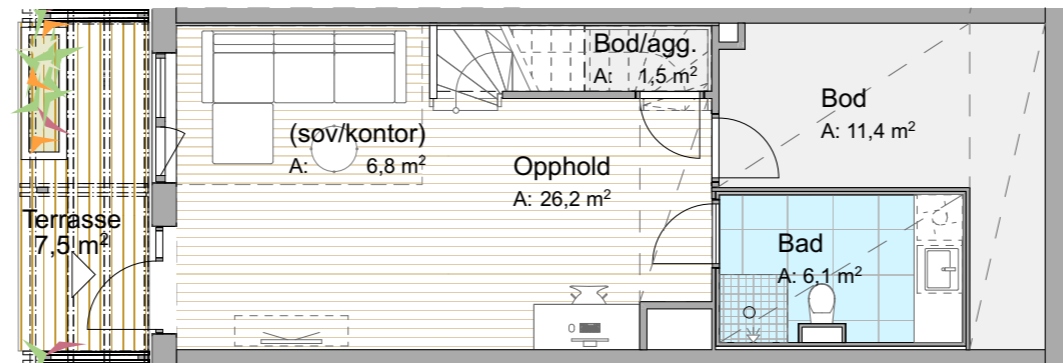 Bod/agg.
A: 1,5 m²
Bod
A: 11,4 m²
(sov/kontor)
A: 6,8 m²
Opphold
A: 26,2 m²
Terrasse
7,5 m²
Bad
A: 6,1 m²